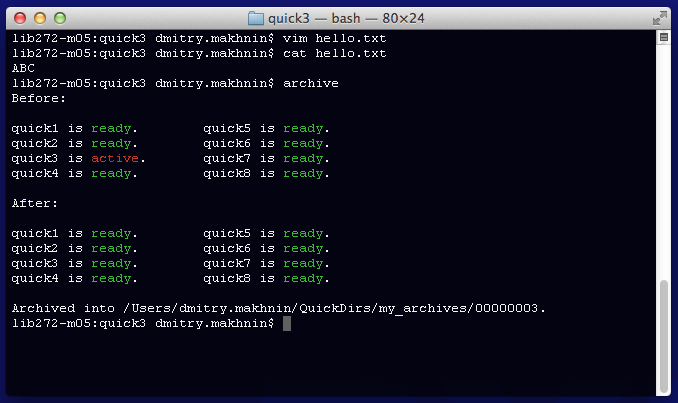 quick3 — bash — 80×24
lib272-m05:quick3 dmitry.makhnin$ vim hello.txt
lib272-m05:quick3 dmitry.makhnin$ cat hello.txt
ABC
lib272-m05:quick3 dmitry.makhnin$ archive
Before:
quick1 is ready.        quick5 is ready.
quick2 is ready.        quick6 is ready.
quick3 is active.       quick7 is ready.
quick4 is ready.        quick8 is ready.
After:
quick1 is ready.        quick5 is ready.
quick2 is ready.        quick6 is ready.
quick3 is ready.        quick7 is ready.
quick4 is ready.        quick8 is ready.
Archived into /Users/dmitry.makhnin/QuickDirs/my_archives/00000003.
lib272-m05:quick3 dmitry.makhnin$